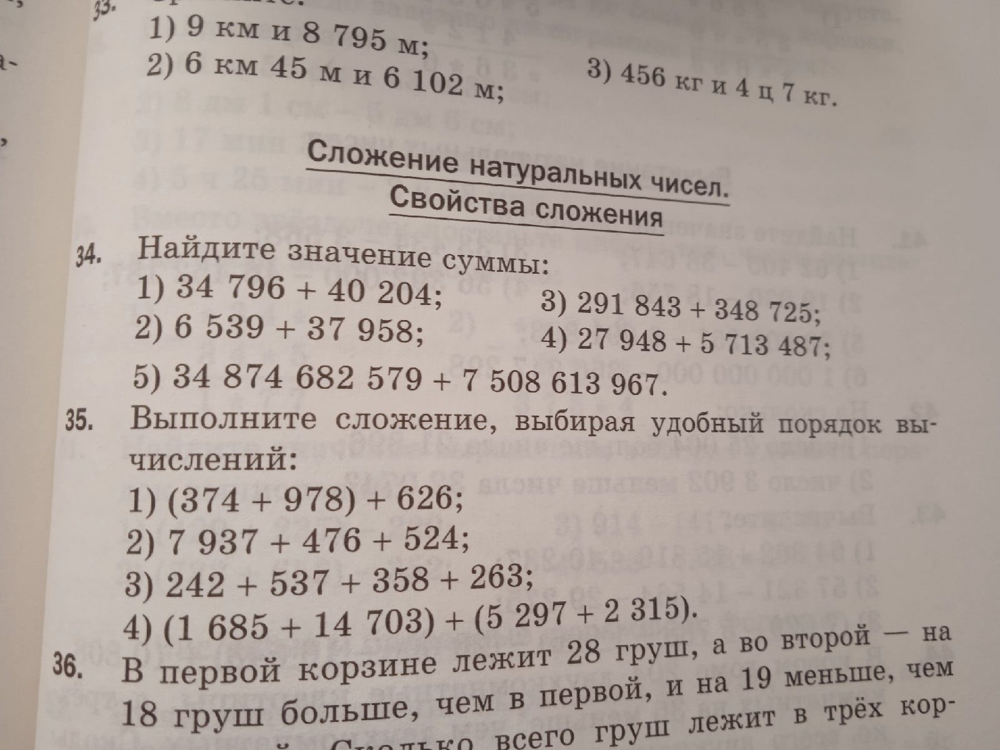 33.
1) 9 км и 8 795 м;
2) 6 км 45 м и 6 102 м;
3) 456 кг и 4 ц 7 кг.
Сложение натуральных чисел.
Свойства сложения
34. Найдите значение суммы:
1) 34 796 + 40 204;
2) 6 539 + 37 958;
3) 291 843 + 348 725;
4) 27 948 + 5 713 487;
5) 34 874 682 579 + 7 508 613 967.
35. Выполните сложение, выбирая удобный порядок вы-
числений:
1) (374 + 978) + 626;
2) 7 937 + 476 + 524;
3) 242 + 537 + 358 + 263;
4) (1 685 + 14 703) + (5 297 + 2 315).
36. В первой корзине лежит 28 груш, а во второй — на
18 груш больше, чем в первой, и на 19 меньше, чем
Сколько всего груш лежит в трёх кор-